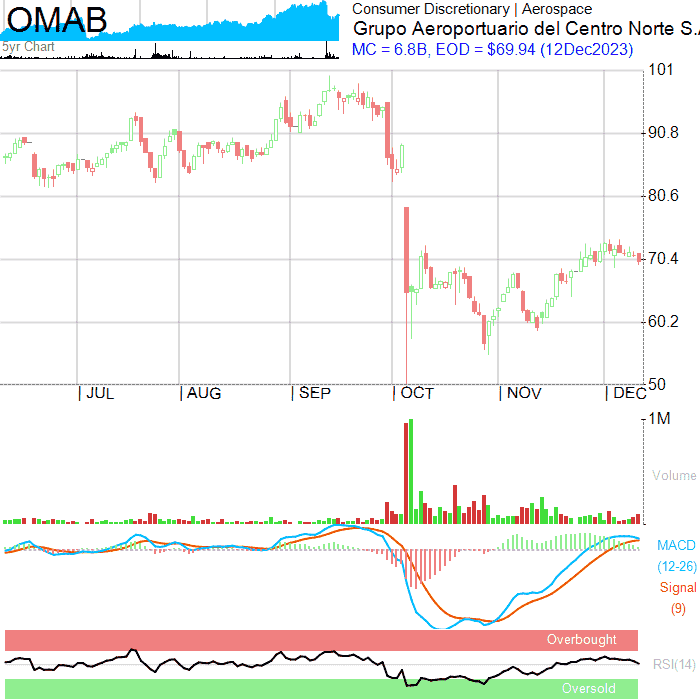 OMAB
5yr Chart
Consumer Discretionary | Aerospace
Grupo Aeroportuario del Centro Norte S.A
MC = 6.8B, EOD = $69.94 (12Dec2023)
101
90.8
80.6
70.4
60.2
50
| JUL | AUG | SEP | OCT | NOV | DEC
1M
Volume
MACD
(12-26)
Signal
(9)
Overbought
RSI(14)
Oversold